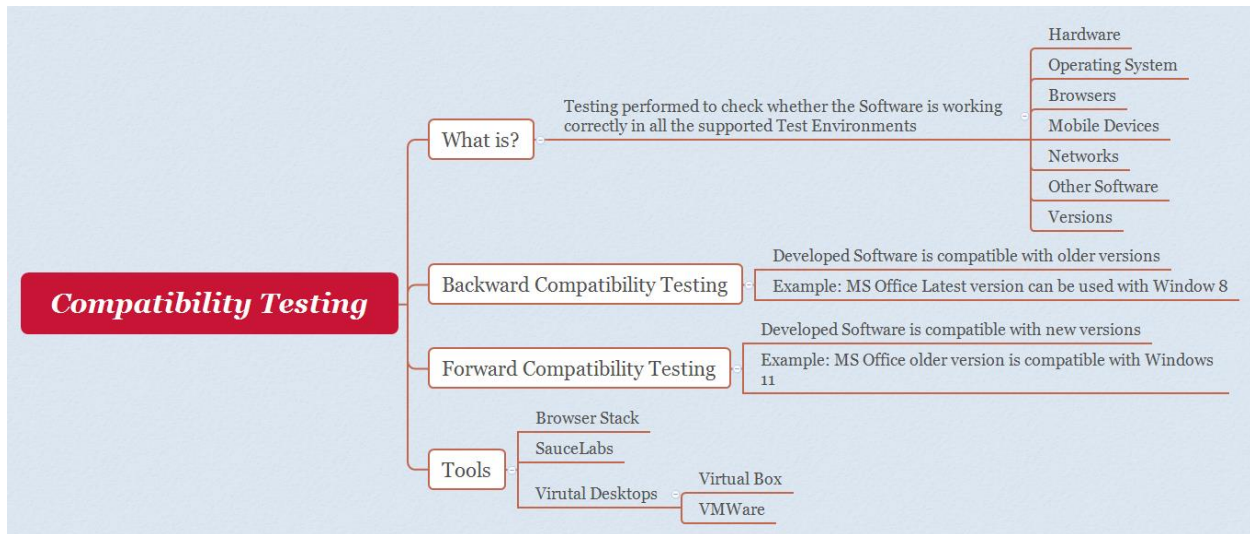 Compatibility Testing
What is?
Testing performed to check whether the Software is working
correctly in all the supported Test Environments
Hardware
Operating System
Browsers
Mobile Devices
Networks
Other Software
Versions
Backward Compatibility Testing
Developed Software is compatible with older versions
Example: MS Office Latest version can be used with Window 8
Forward Compatibility Testing
Developed Software is compatible with new versions
Example: MS Office older version is compatible with Windows
11
Tools
Browser Stack
SauceLabs
Virutal Desktops
Virtual Box
VMWare